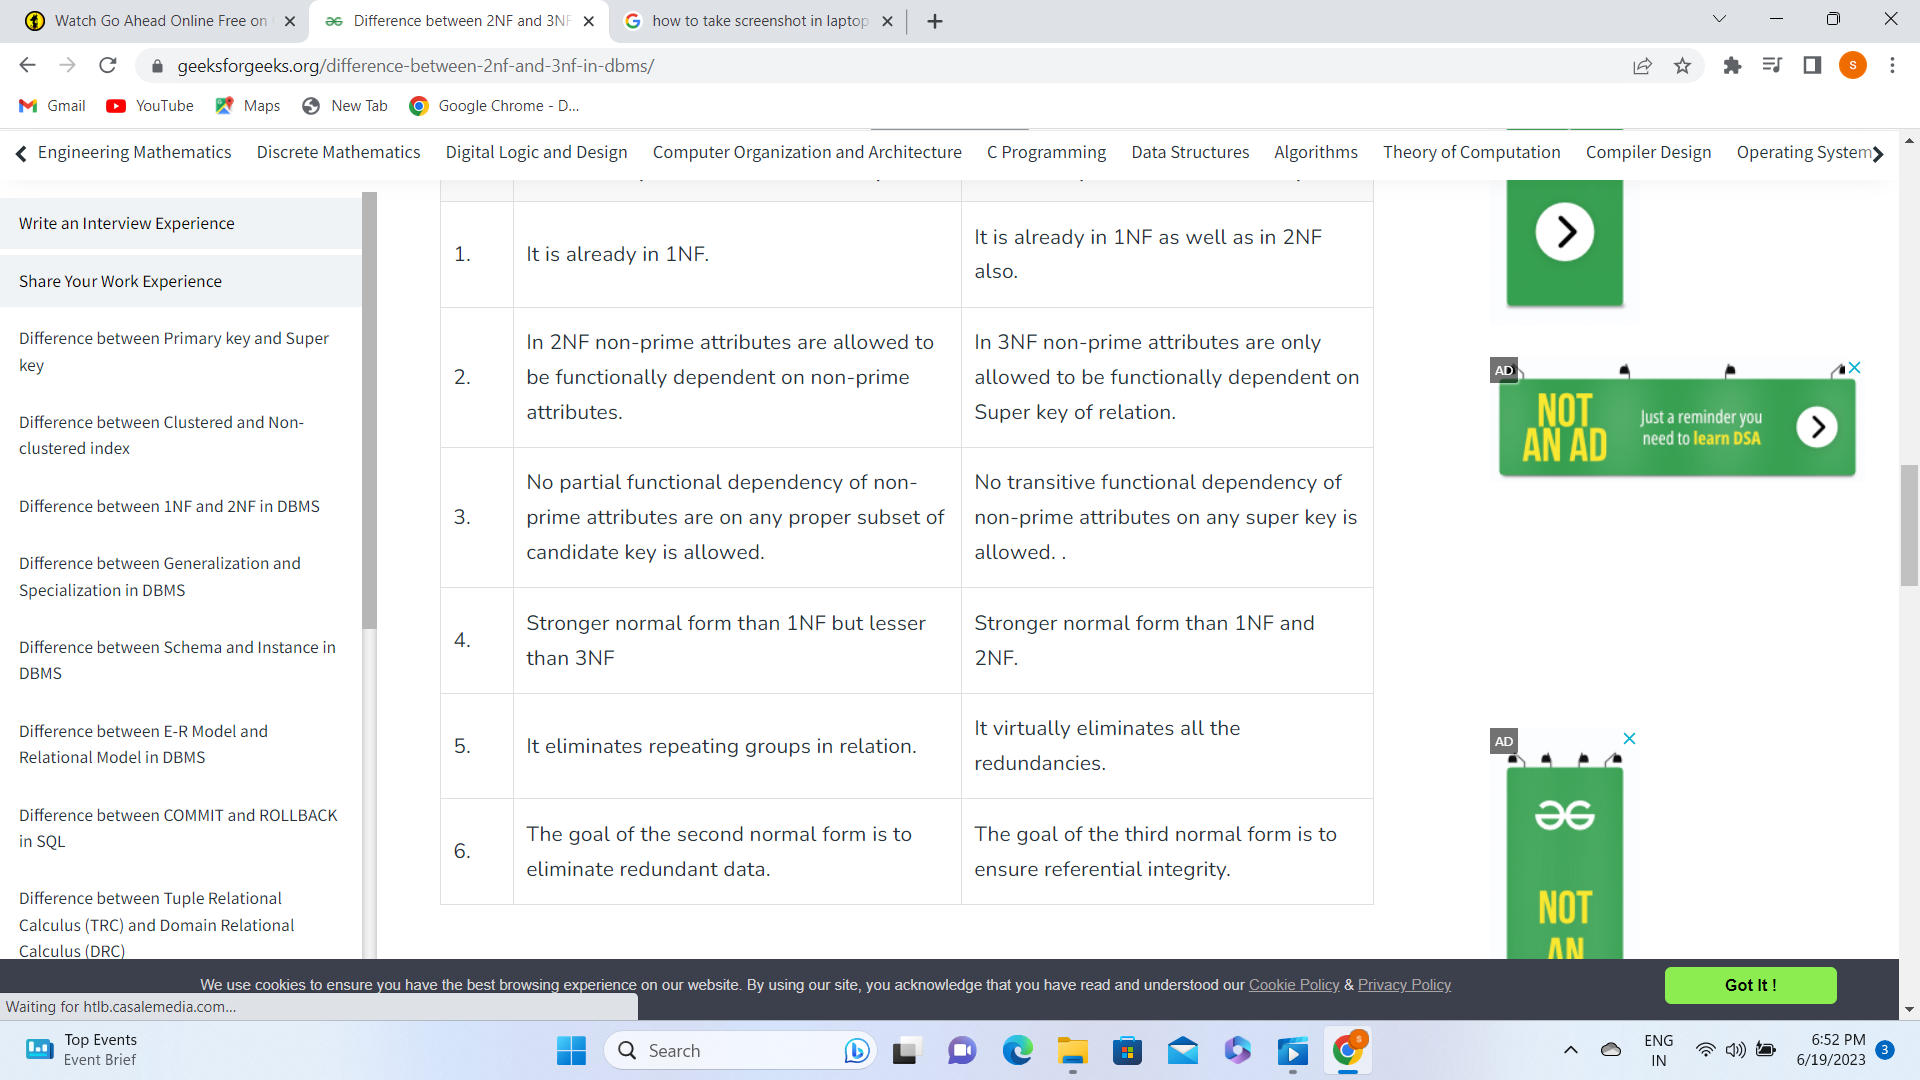 Watch Go Ahead Online Free on
Difference between 2NF and 3NF
how to take screenshot in laptop
geeksforgeeks.org/difference-between-2nf-and-3nf-in-dbms/
S
Gmail
YouTube
Maps
New Tab
Google Chrome - D...
Engineering Mathematics
Discrete Mathematics
Digital Logic and Design
Computer Organization and Architecture
C Programming
Data Structures
Algorithms
Theory of Computation
Compiler Design
Operating System
Write an Interview Experience
Share Your Work Experience
Difference between Primary key and Super
key
Difference between Clustered and Non-
clustered index
Difference between 1NF and 2NF in DBMS
Difference between Generalization and
Specialization in DBMS
Difference between Schema and Instance in
DBMS
Difference between E-R Model and
Relational Model in DBMS
Difference between COMMIT and ROLLBACK
in SQL
Difference between Tuple Relational
Calculus (TRC) and Domain Relational
Calculus (DRC)
1.
It is already in 1NF.
It is already in 1NF as well as in 2NF
also.
2.
In 2NF non-prime attributes are allowed to
be functionally dependent on non-prime
attributes.
In 3NF non-prime attributes are only
allowed to be functionally dependent on
Super key of relation.
3.
No partial functional dependency of non-
prime attributes are on any proper subset of
candidate key is allowed.
No transitive functional dependency of
non-prime attributes on any super key is
allowed. .
4.
Stronger normal form than 1NF but lesser
than 3NF
Stronger normal form than 1NF and
2NF.
5.
It eliminates repeating groups in relation.
It virtually eliminates all the
redundancies.
6.
The goal of the second normal form is to
eliminate redundant data.
The goal of the third normal form is to
ensure referential integrity.
AD
NOT
AN AD
Just a reminder you
need to learn DSA
AD
NOT
AN
We use cookies to ensure you have the best browsing experience on our website. By using our site, you acknowledge that you have read and understood our Cookie Policy & Privacy Policy
Got It !
Waiting for htlb.casalemedia.com...
Top Events
Event Brief
Search
S
ENG
IN
6:52 PM
6/19/2023
3